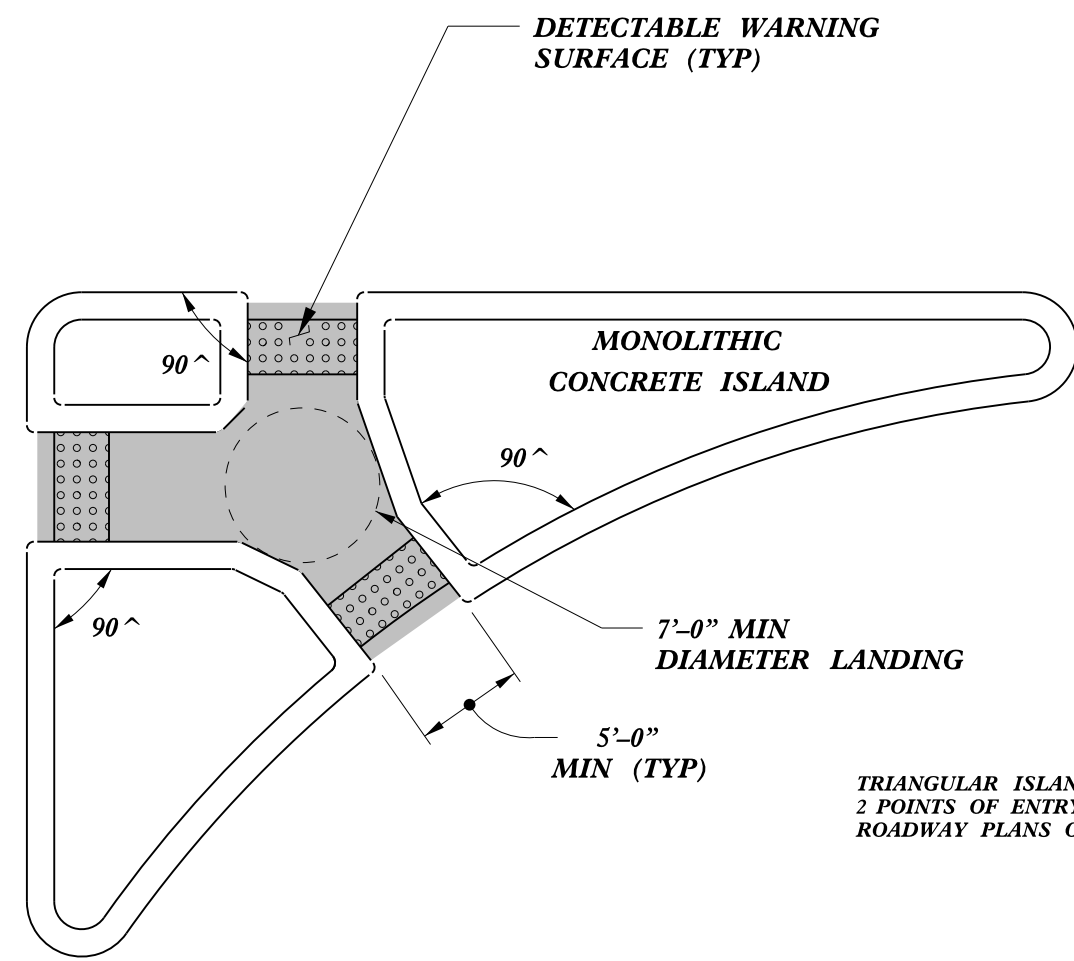 DETECTABLE WARNING
SURFACE (TYP)
MONOLITHIC
CONCRETE ISLAND
90^
90^
90^
7'–0” MIN
DIAMETER LANDING
5'–0”
MIN (TYP)
TRIANGULAR
2 POINTS OF ENTRY
ROADWAY PLANS